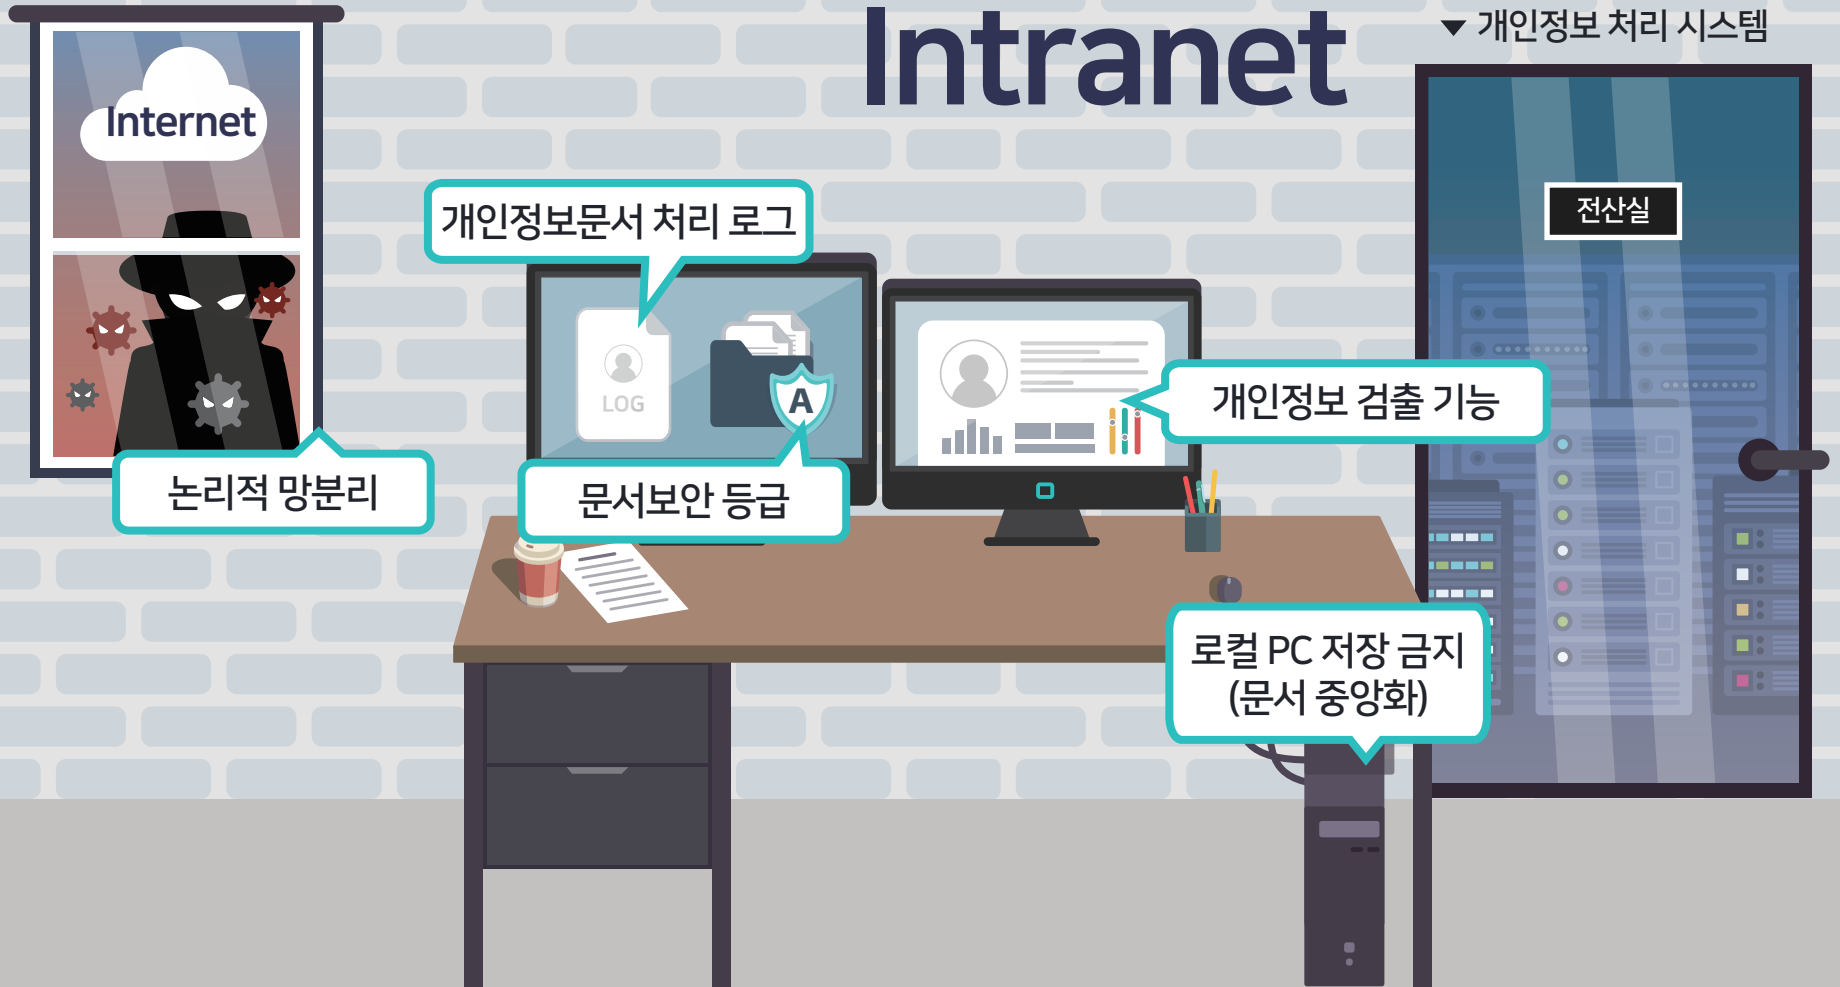 Intranet
▼ 개인정보 처리 시스템
Internet
전산실
개인정보문서 처리 로그
LOG
A
개인정보 검출 기능
논리적 망분리
문서보안 등급
로컬 PC 저장 금지
(문서 중앙화)